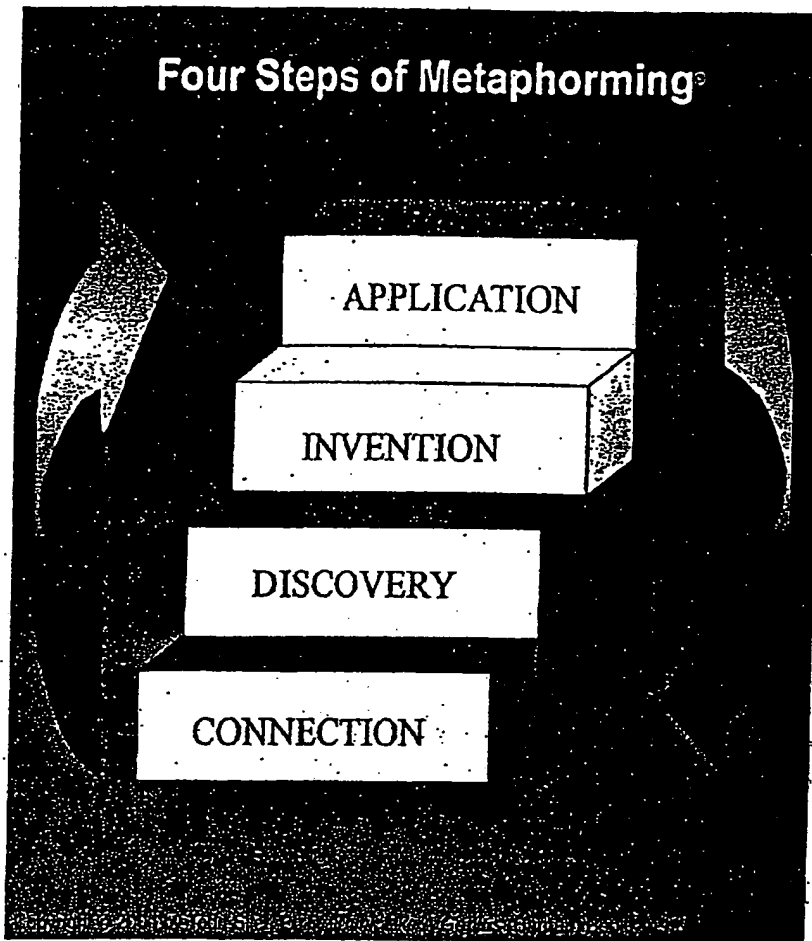 Four Steps of Metaphorming®
APPLICATION
INVENTION
DISCOVERY
CONNECTION